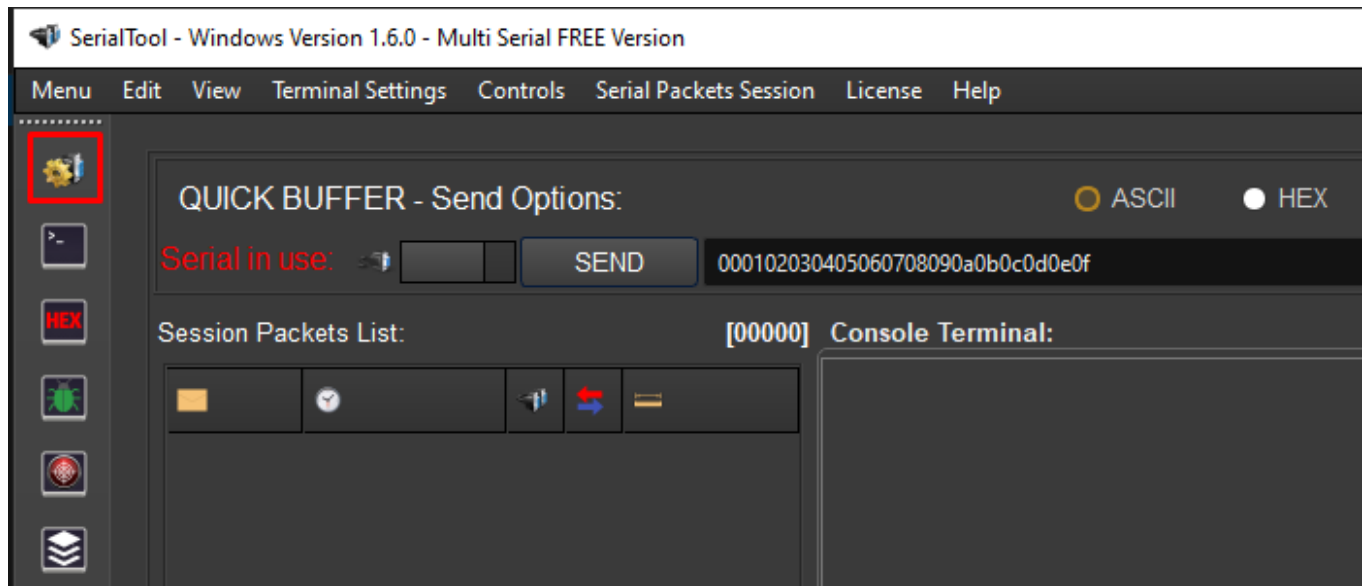 SerialTool - Windows Version 1.6.0 - Multi Serial FREE Version
Menu Edit View Terminal Settings Controls Serial Packets Session License Help
QUICK BUFFER - Send Options: ASCII HEX
>_
Serial in use: SEND 000102030405060708090a0b0c0d0e0f
HEX
Session Packets List: [00000] Console Terminal: